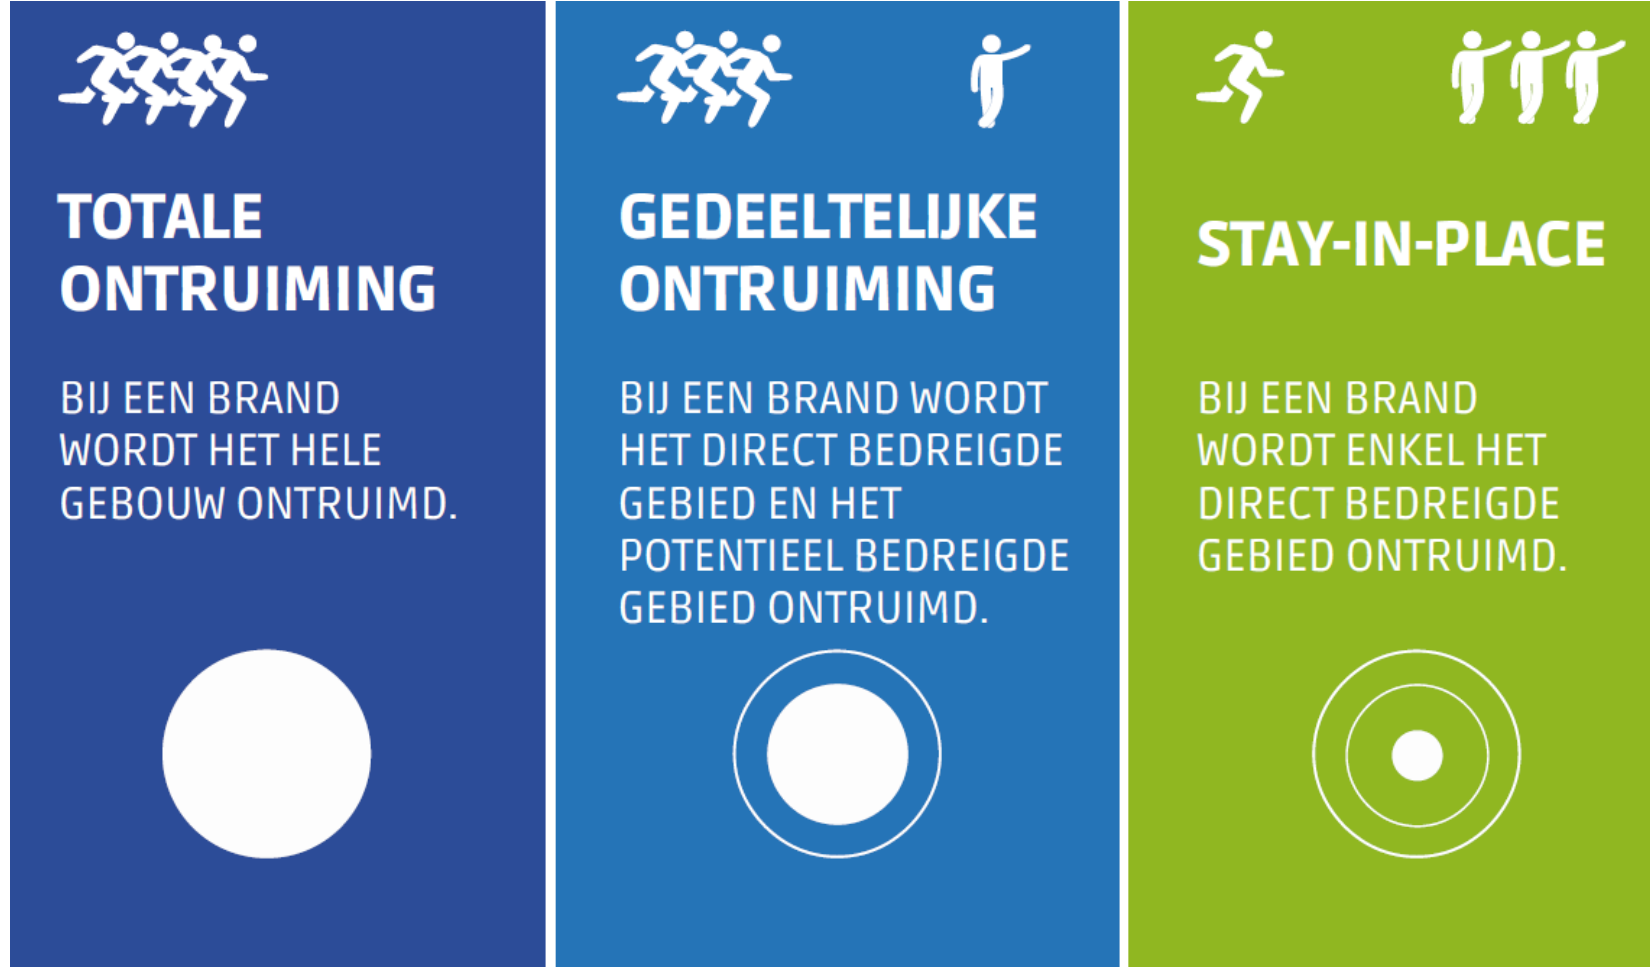 TOTALE
ONTRUIMING
BIJ EEN BRAND
WORDT HET HELE
GEBOUW ONTRUIMD.
GEDEELTELIJKE
ONTRUIMING
BIJ EEN BRAND WORDT
HET DIRECT BEDREIGDE
GEBIED EN HET
POTENTIEEL BEDREIGDE
GEBIED ONTRUIMD.
STAY-IN-PLACE
BIJ EEN BRAND
WORDT ENKEL HET
DIRECT BEDREIGDE
GEBIED ONTRUIMD.